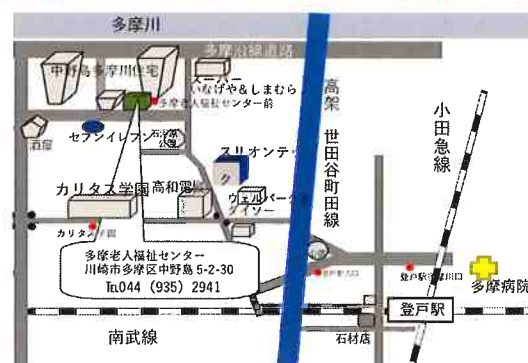 多摩川
多摩沿線道路
中野島多摩川住宅
スーパー
いなげや&しまむら
多摩老人福祉センター前
高架
世田谷町田線
小田急線
酒屋
セブンイレブン
公園
スリオンテック
カリタス学園
高和電氣
ウェルパーク
ダイソー
カリタス学園
多摩老人福祉センター
川崎市多摩区中野島 5-2-30
℡044 (935) 2941
多摩病院
登戸駅
南武線
石材店